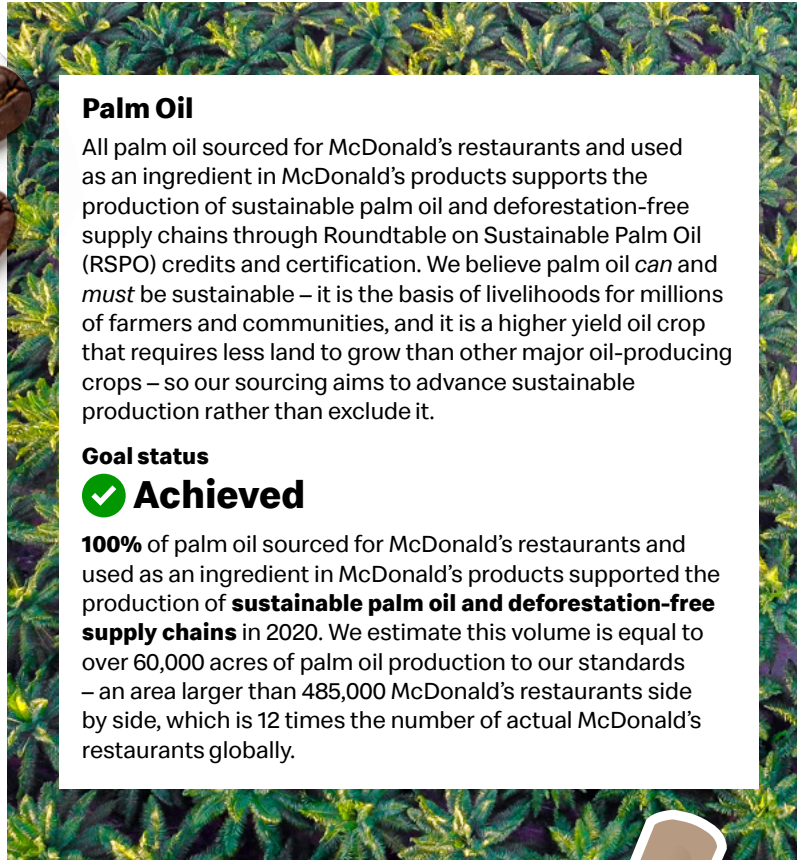 Palm Oil
All palm oil sourced for McDonald’s restaurants and used
as an ingredient in McDonald’s products supports the
production of sustainable palm oil and deforestation-free
supply chains through Roundtable on Sustainable Palm Oil
(RSPO) credits and certification. We believe palm oil can and
must be sustainable – it is the basis of livelihoods for millions
of farmers and communities, and it is a higher yield oil crop
that requires less land to grow than other major oil-producing
crops – so our sourcing aims to advance sustainable
production rather than exclude it.
Goal status
Achieved
100% of palm oil sourced for McDonald’s restaurants and
used as an ingredient in McDonald’s products supported the
production of sustainable palm oil and deforestation-free
supply chains in 2020. We estimate this volume is equal to
over 60,000 acres of palm oil production to our standards
– an area larger than 485,000 McDonald’s restaurants side
by side, which is 12 times the number of actual McDonald’s
restaurants globally.